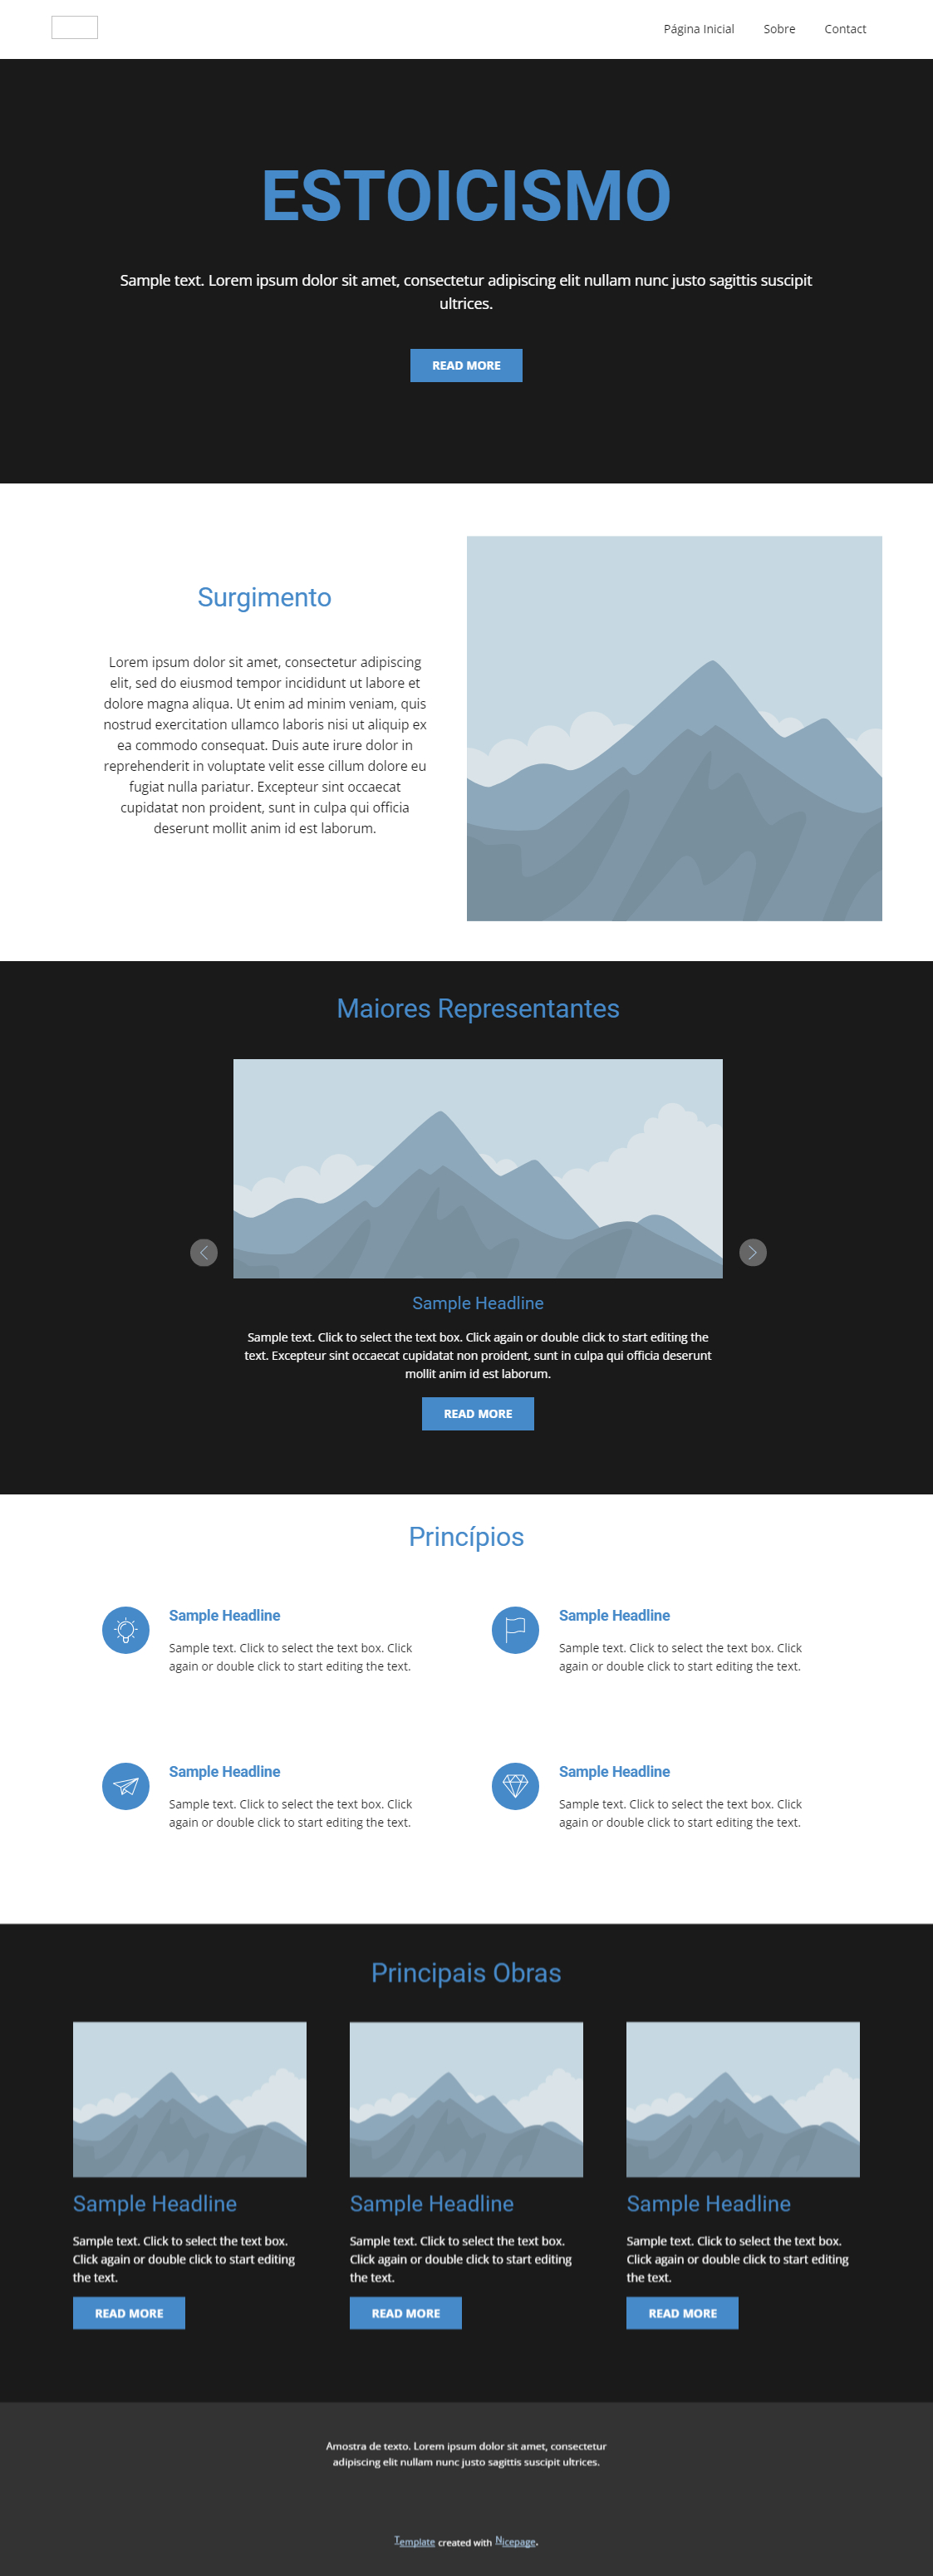 Página Inicial Sobre Contact
ESTOICISMO
Sample text. Lorem ipsum dolor sit amet, consectetur adipiscing elit nullam nunc justo sagittis suscipit
ultrices.
READ MORE
Surgimento
Lorem ipsum dolor sit amet, consectetur adipiscing
elit, sed do eiusmod tempor incididunt ut labore et
dolore magna aliqua. Ut enim ad minim veniam, quis
nostrud exercitation ullamco laboris nisi ut aliquip ex
ea commodo consequat. Duis aute irure dolor in
reprehenderit in voluptate velit esse cillum dolore eu
fugiat nulla pariatur. Excepteur sint occaecat
cupidatat non proident, sunt in culpa qui officia
deserunt mollit anim id est laborum.
Maiores Representantes
Sample Headline
Sample text. Click to select the text box. Click again or double click to start editing the
text. Excepteur sint occaecat cupidatat non proident, sunt in culpa qui officia deserunt
mollit anim id est laborum.
READ MORE
Princípios
Sample Headline
Sample text. Click to select the text box. Click
again or double click to start editing the text.
Sample Headline
Sample text. Click to select the text box. Click
again or double click to start editing the text.
Sample Headline
Sample text. Click to select the text box. Click
again or double click to start editing the text.
Sample Headline
Sample text. Click to select the text box. Click
again or double click to start editing the text.
Principais Obras
Sample Headline
Sample text. Click to select the text box.
Click again or double click to start editing
the text.
READ MORE
Sample Headline
Sample text. Click to select the text box.
Click again or double click to start editing
the text.
READ MORE
Sample Headline
Sample text. Click to select the text box.
Click again or double click to start editing
the text.
READ MORE
Amostra de texto. Lorem ipsum dolor sit amet, consectetur
adipiscing elit nullam nunc justo sagittis suscipit ultrices.
Template created with Nicepage.